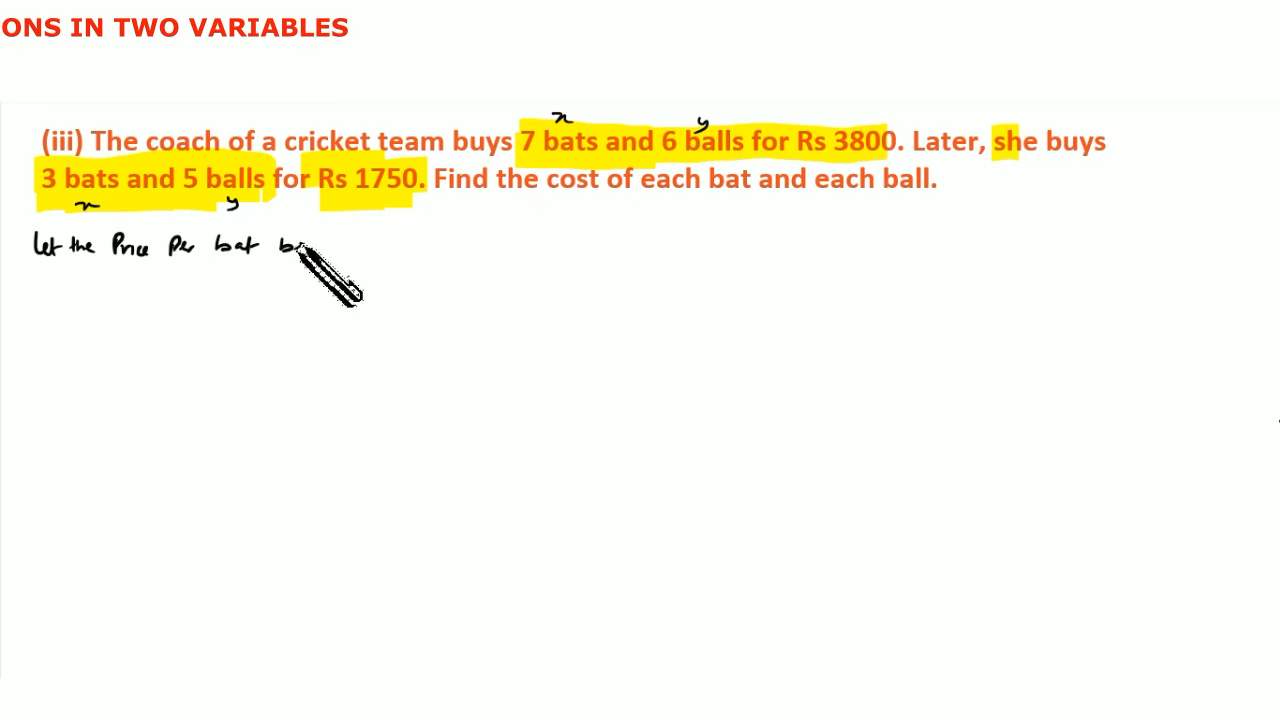 ONS IN TWO VARIABLES
x y
(iii) The coach of a cricket team buys 7 bats and 6 balls for Rs 3800. Later, she buys
3 bats and 5 balls for Rs 1750. Find the cost of each bat and each ball.
x y
Let the Price Per bat b